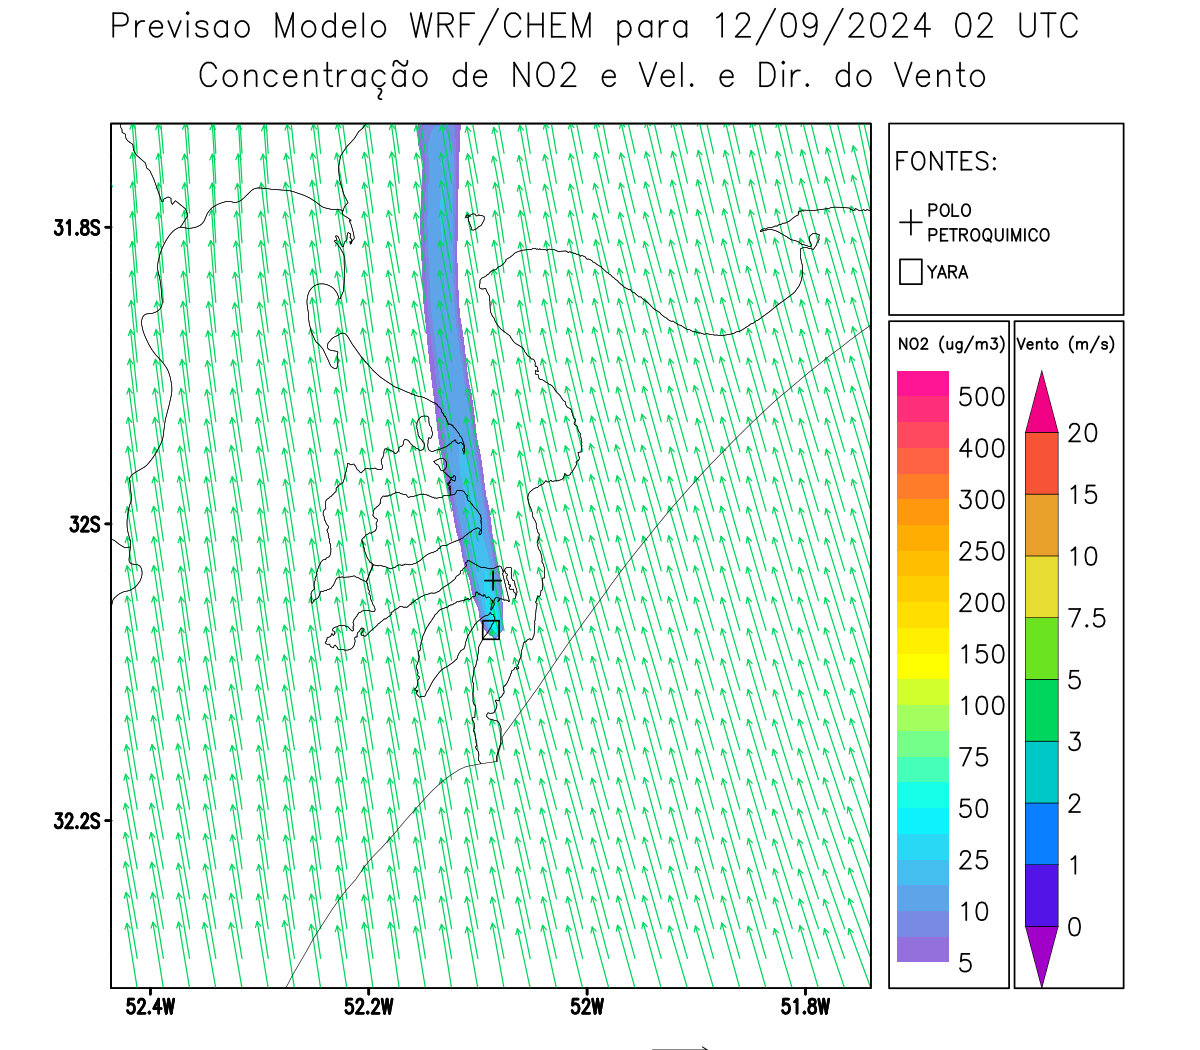 Previsao Modelo WRF/CHEM para 12/09/2024 02 UTC
Concentração de NO2 e Vel. e Dir. do Vento
FONTES:
POLO
PETROQUIMICO
YARA
NO2 (ug/m3)
500
400
300
250
200
150
100
75
50
25
10
5
Vento (m/s)
20
15
10
7.5
5
3
2
1
0
31.8S
32S
32.2S
52.4W
52.2W
52W
51.8W